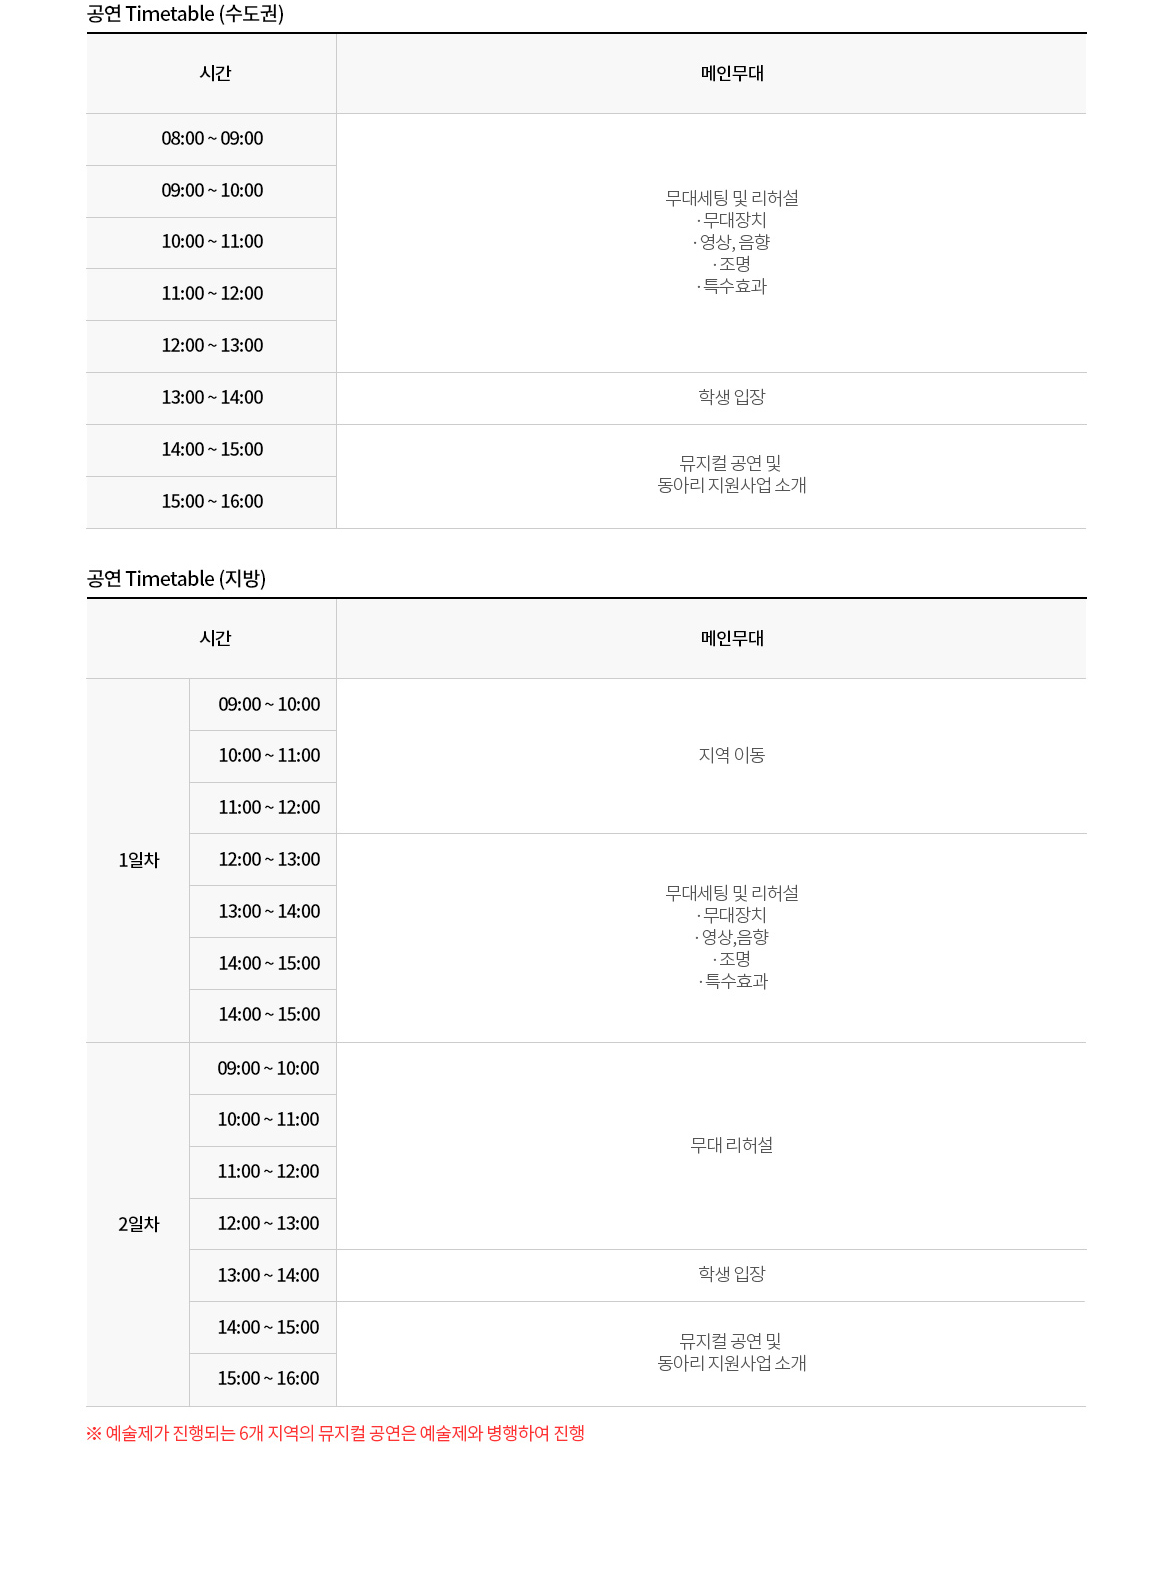 공연 Timetable (수도권)
시간 메인무대
08:00 ~ 09:00
09:00 ~ 10:00
10:00 ~ 11:00
11:00 ~ 12:00
12:00 ~ 13:00
무대세팅 및 리허설
· 무대장치
· 영상, 음향
· 조명
· 특수효과
13:00 ~ 14:00 학생 입장
14:00 ~ 15:00
15:00 ~ 16:00
뮤지컬 공연 및
동아리 지원사업 소개
공연 Timetable (지방)
시간 메인무대
1일차
09:00 ~ 10:00
10:00 ~ 11:00
11:00 ~ 12:00
지역 이동
12:00 ~ 13:00
13:00 ~ 14:00
14:00 ~ 15:00
14:00 ~ 15:00
무대세팅 및 리허설
· 무대장치
· 영상,음향
· 조명
· 특수효과
2일차
09:00 ~ 10:00
10:00 ~ 11:00
11:00 ~ 12:00
12:00 ~ 13:00
무대 리허설
13:00 ~ 14:00 학생 입장
14:00 ~ 15:00
15:00 ~ 16:00
뮤지컬 공연 및
동아리 지원사업 소개
※ 예술제가 진행되는 6개 지역의 뮤지컬 공연은 예술제와 병행하여 진행